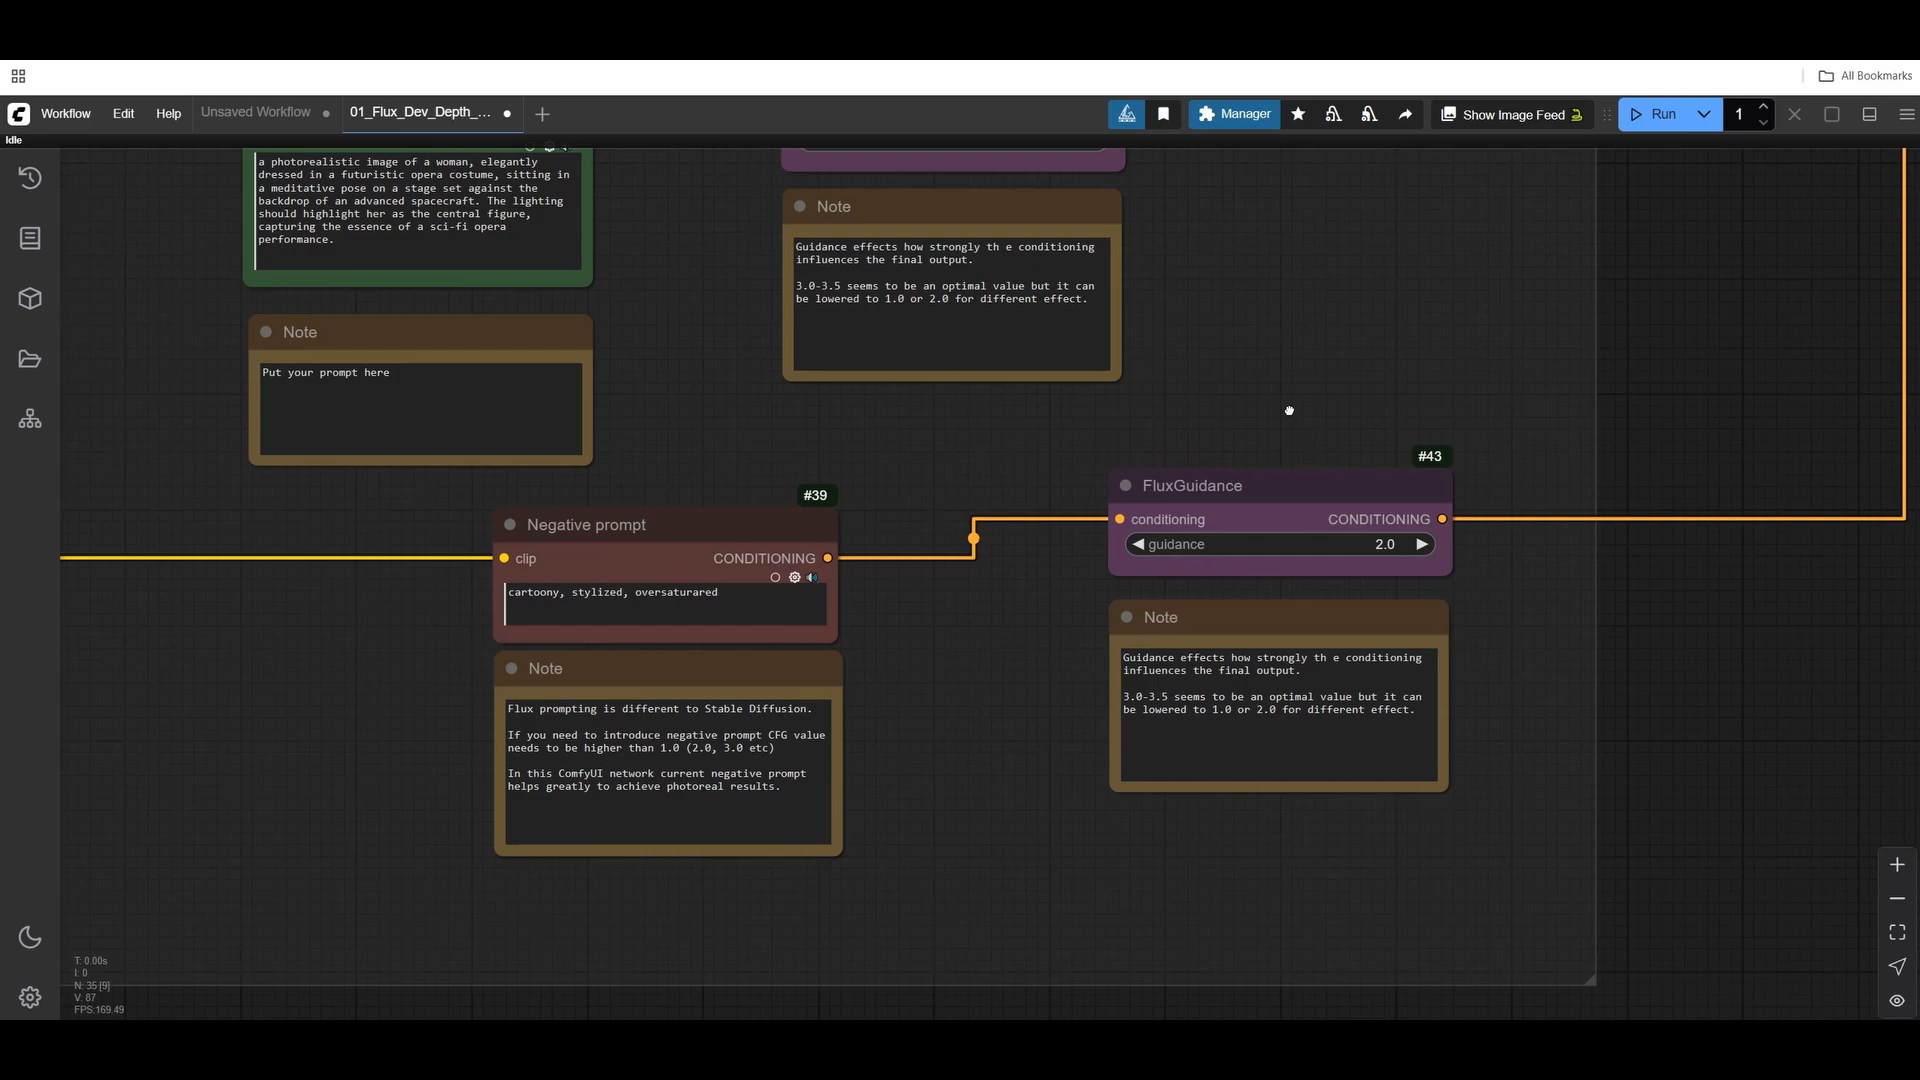 All Bookmarks
Workflow
Edit
Help
Unsaved Workflow
01_Flux_Dev_Depth_...
Manager
Show Image Feed
Run
1
Idle
a photorealistic image of a woman, elegantly
dressed in a futuristic opera costume, sitting in
a meditative pose on a stage set against the
backdrop of an advanced spacecraft. The lighting
should highlight her as the central figure,
capturing the essence of a sci-fi opera
performance.
Note
Guidance effects how strongly th e conditioning
influences the final output.
3.0-3.5 seems to be an optimal value but it can
be lowered to 1.0 or 2.0 for different effect.
Note
Put your prompt here
#39
Negative prompt
clip
CONDITIONING
cartoony, stylized, oversaturared
Note
Flux prompting is different to Stable Diffusion.
If you need to introduce negative prompt CFG value
needs to be higher than 1.0 (2.0, 3.0 etc)
In this ComfyUI network current negative prompt
helps greatly to achieve photoreal results.
#43
FluxGuidance
conditioning
CONDITIONING
guidance
2.0
Note
Guidance effects how strongly th e conditioning
influences the final output.
3.0-3.5 seems to be an optimal value but it can
be lowered to 1.0 or 2.0 for different effect.
T: 0.00s
I: 0
N: 35 [9]
V: 87
FPS:169.49